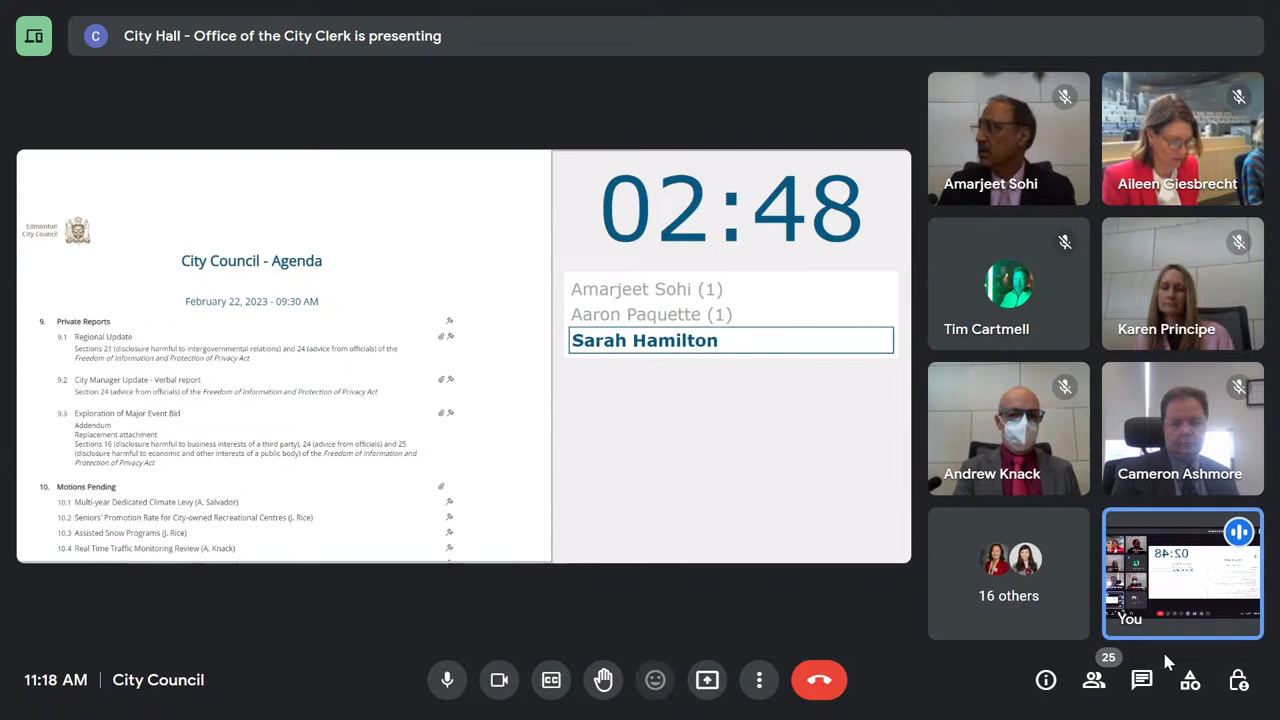 C
City Hall - Office of the City Clerk is presenting
Edmonton
City Council
City Council - Agenda
February 22, 2023 - 09:30 AM
9. Private Reports
9.1 Regional Update
Sections 21 (disclosure harmful to intergovernmental relations) and 24 (advice from officials) of the
Freedom of Information and Protection of Privacy Act
9.2 City Manager Update - Verbal report
Section 24 (advice from officials) of the Freedom of Information and Protection of Privacy Act
9.3 Exploration of Major Event Bid
Addendum
Replacement attachment
Sections 16 (disclosure harmful to business interests of a third party), 24 (advice from officials) and 25
(disclosure harmful to economic and other interests of a public body) of the Freedom of Information and
Protection of Privacy Act
10. Motions Pending
10.1 Multi-year Dedicated Climate Levy (A. Salvador)
10.2 Seniors' Promotion Rate for City-owned Recreational Centres (J. Rice)
10.3 Assisted Snow Programs (J. Rice)
10.4 Real Time Traffic Monitoring Review (A. Knack)
02:48
Amarjeet Sohi (1)
Aaron Paquette (1)
Sarah Hamilton
Amarjeet Sohi
Aileen Giesbrecht
Tim Cartmell
Karen Principe
Andrew Knack
Cameron Ashmore
16 others
02:48
You
25
11:18 AM City Council